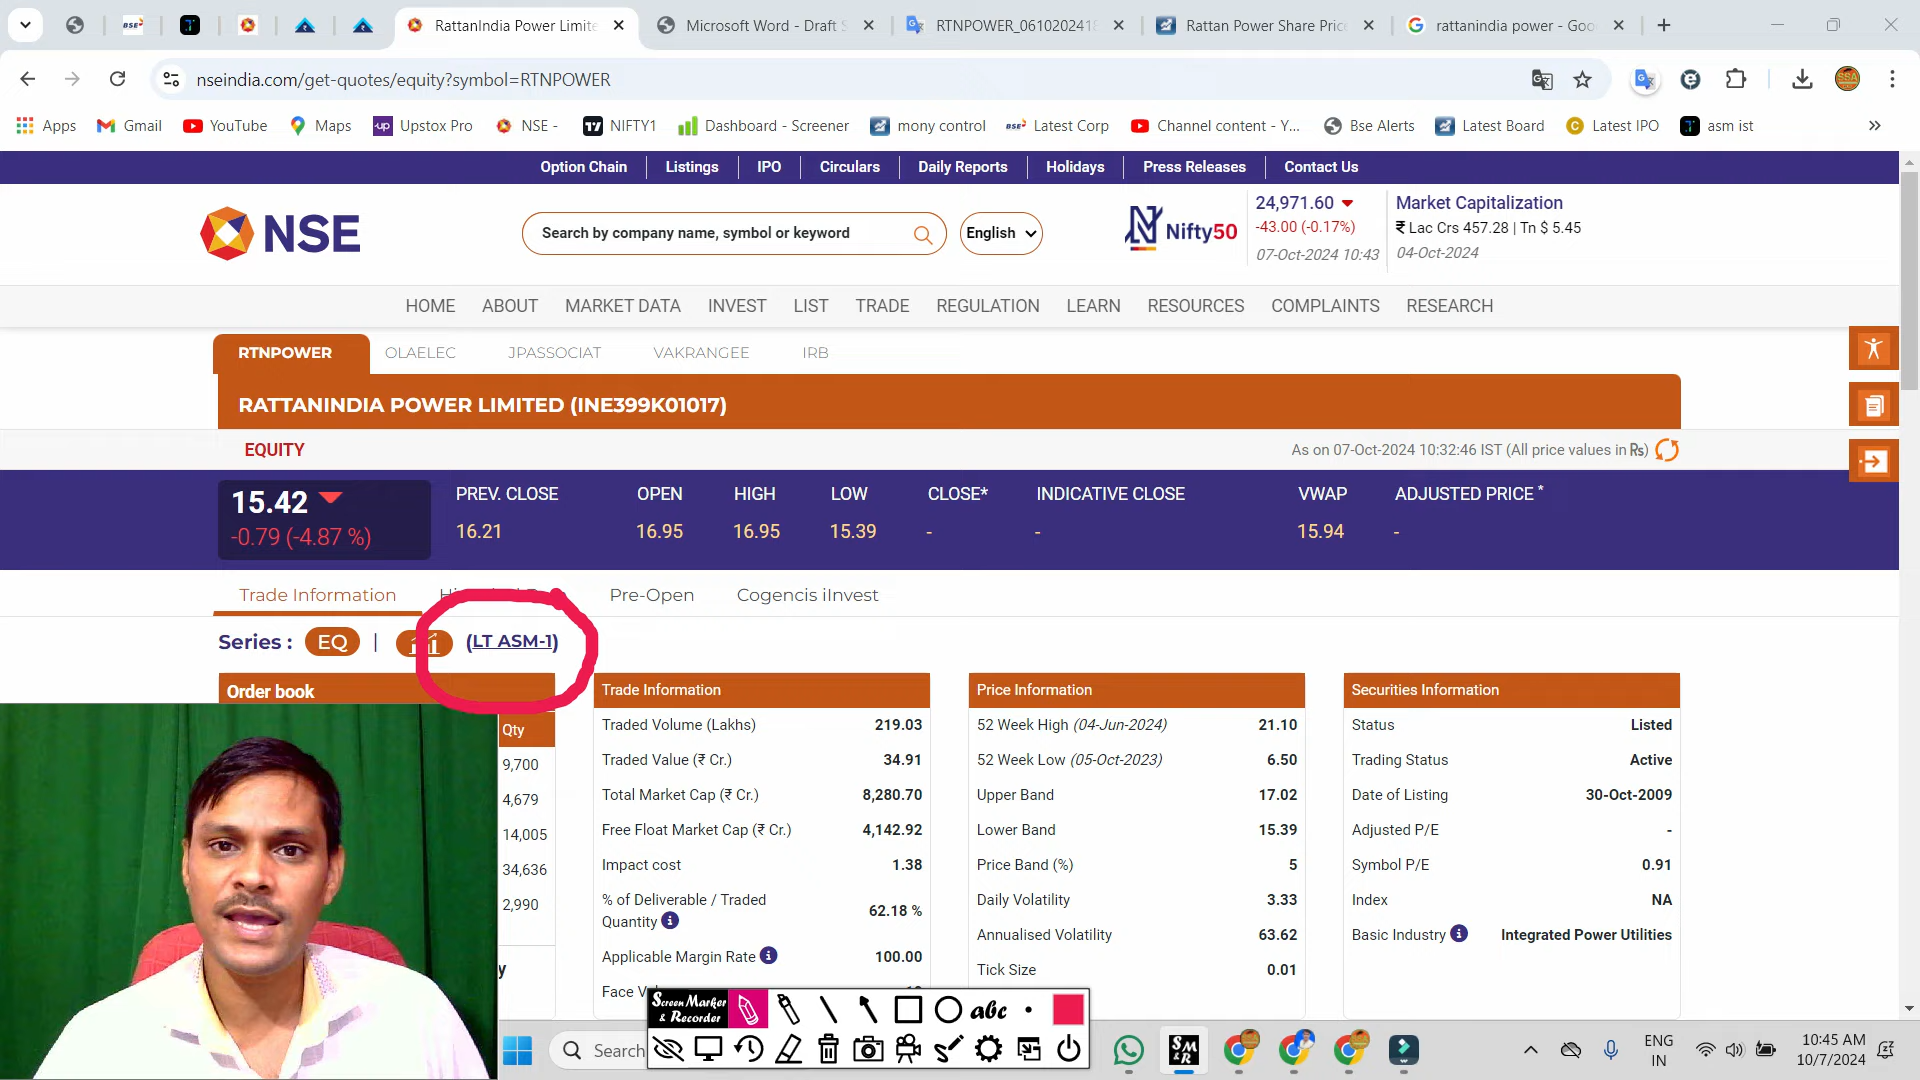 RattanIndia Power Limite
Microsoft Word - Draft S
RTNPOWER_0610202418
Rattan Power Share Price
rattanindia power - Goo
nseindia.com/get-quotes/equity?symbol=RTNPOWER
Apps
Gmail
YouTube
Maps
up Upstox Pro
NSE -
NIFTY1
Dashboard - Screener
mony control
BSE Latest Corp
Channel content - Y...
Bse Alerts
Latest Board
Latest IPO
asm ist
Option Chain
Listings
IPO
Circulars
Daily Reports
Holidays
Press Releases
Contact Us
NSE
Search by company name, symbol or keyword
English
Nifty50
24,971.60
-43.00 (-0.17%)
07-Oct-2024 10:43
Market Capitalization
₹ Lac Crs 457.28 | Tn $ 5.45
04-Oct-2024
HOME ABOUT MARKET DATA INVEST LIST TRADE REGULATION LEARN RESOURCES COMPLAINTS RESEARCH
RTNPOWER OLAELEC JPASSOCIAT VAKRANGEE IRB
RATTANINDIA POWER LIMITED (INE399K01017)
EQUITY
As on 07-Oct-2024 10:32:46 IST (All price values in Rs)
15.42
-0.79 (-4.87 %)
PREV. CLOSE OPEN HIGH LOW CLOSE* INDICATIVE CLOSE VWAP ADJUSTED PRICE *
16.21 16.95 16.95 15.39 - - 15.94 -
Trade Information
Pre-Open
Cogencis iInvest
Series : EQ | (LT ASM-1)
Order book
Qty
9,700
4,679
14,005
34,636
2,990
Trade Information
Traded Volume (Lakhs) 219.03
Traded Value (₹ Cr.) 34.91
Total Market Cap (₹ Cr.) 8,280.70
Free Float Market Cap (₹ Cr.) 4,142.92
Impact cost 1.38
% of Deliverable / Traded
Quantity 62.18 %
Applicable Margin Rate 100.00
Face
Price Information
52 Week High (04-Jun-2024) 21.10
52 Week Low (05-Oct-2023) 6.50
Upper Band 17.02
Lower Band 15.39
Price Band (%) 5
Daily Volatility 3.33
Annualised Volatility 63.62
Tick Size 0.01
Securities Information
Status Listed
Trading Status Active
Date of Listing 30-Oct-2009
Adjusted P/E -
Symbol P/E 0.91
Index NA
Basic Industry Integrated Power Utilities
Screen Marker
& Recorder
abc
Search
SM
&R
ENG
IN
10:45 AM
10/7/2024